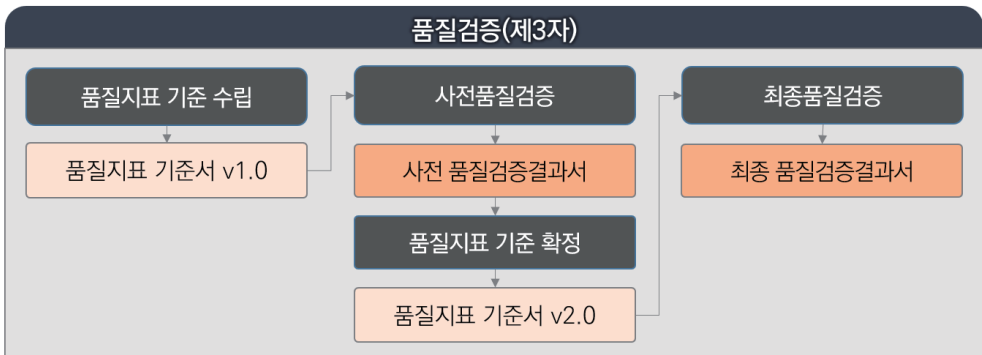 품질검증(제3자)
품질지표 기준 수립
품질지표 기준서 v1.0
사전품질검증
사전 품질검증결과서
품질지표 기준 확정
품질지표 기준서 v2.0
최종품질검증
최종 품질검증결과서